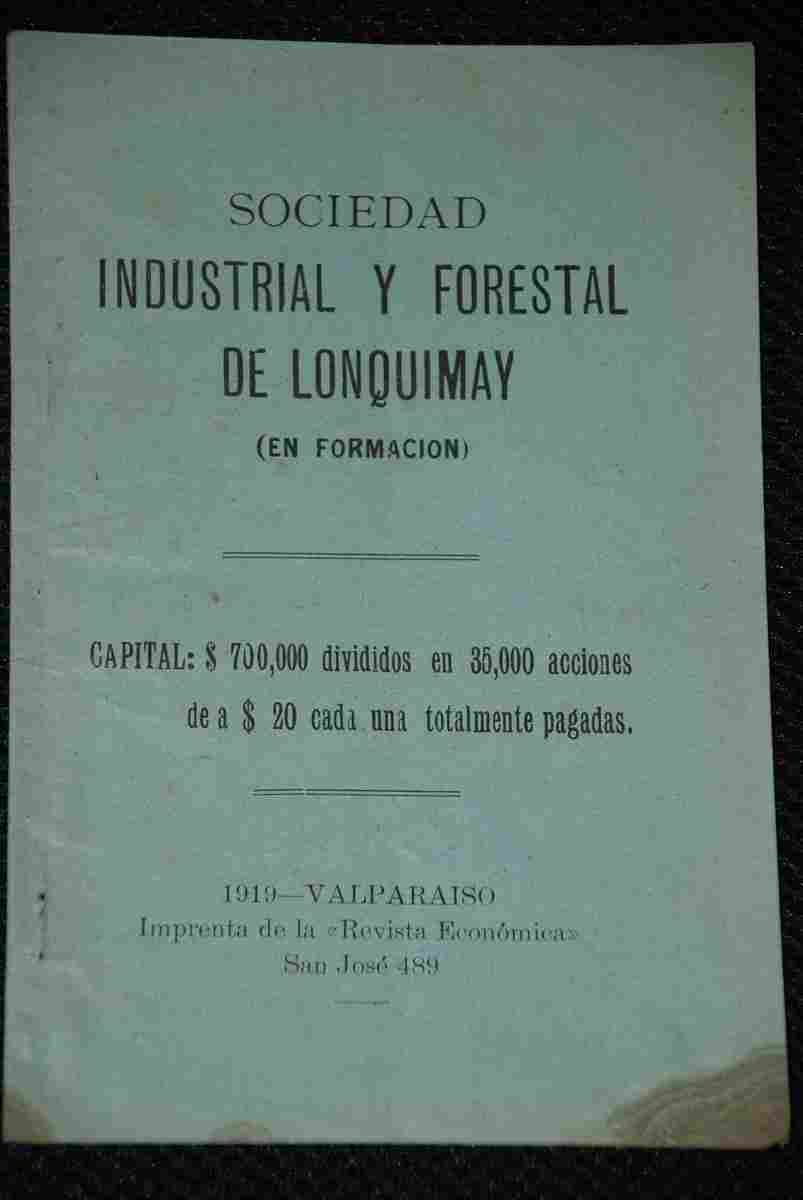 SOCIEDAD
INDUSTRIAL Y FORESTAL
DE LONQUIMAY
(EN FORMACION)
CAPITAL: $ 700,000 divididos en 35,000 acciones
de a $ 20 cada una totalmente pagadas.
1919—VALPARAISO
Imprenta de la «Revista Económica»
San José 489